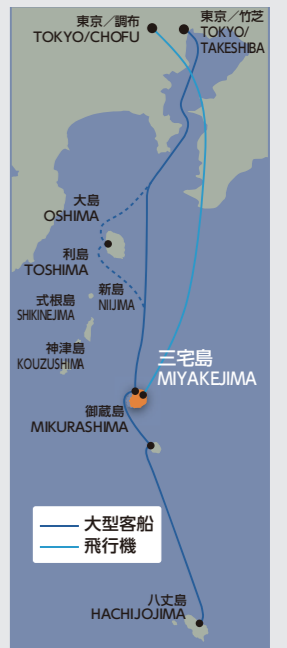 東京／調布
TOKYO/CHOFU
東京／竹芝
TOKYO/
TAKESHIBA
大島
OSHIMA
利島
TOSHIMA
新島
NIIJIMA
式根島
SHIKINEJIMA
神津島
KOUZUSHIMA
三宅島
MIYAKEJIMA
御蔵島
MIKURASHIMA
大型客船
飛行機
八丈島
HACHIJOJIMA